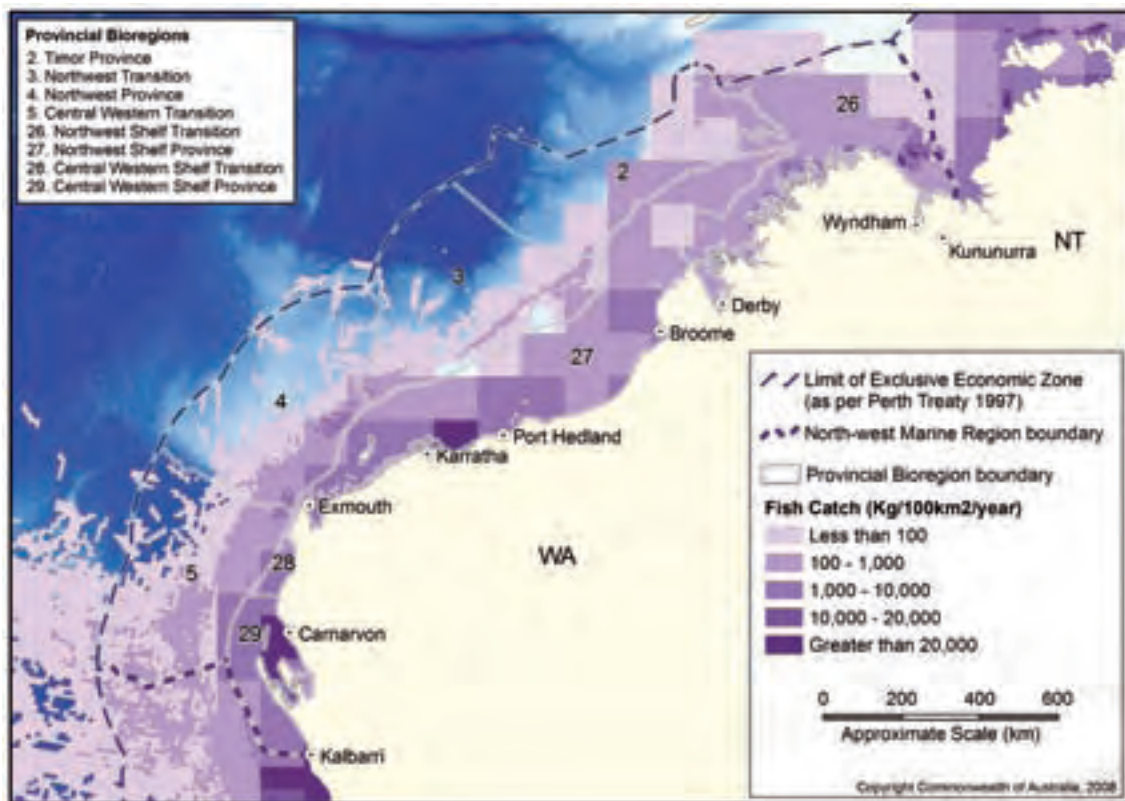 Provincial Bioregions
2. Timor Province
3. Northwest Transition
4. Northwest Province
5. Central Western Transition
26. Northwest Shelf Transition
27. Northwest Shelf Province
28. Central Western Shelf Transition
29. Central Western Shelf Province
26
2
Wyndham
Kununurra
NT
3
Derby
Broome
27
4
Port Hedland
Karratha
Exmouth
WA
28
5
29
Carnarvon
Kalbarri
Limit of Exclusive Economic Zone
(as per Perth Treaty 1997)
North-west Marine Region boundary
Provincial Bioregion boundary
Fish Catch (Kg/100km2/year)
Less than 100
100 - 1,000
1,000 - 10,000
10,000 - 20,000
Greater than 20,000
0 200 400 600
Approximate Scale (km)
Copyright Commonwealth of Australia, 2008